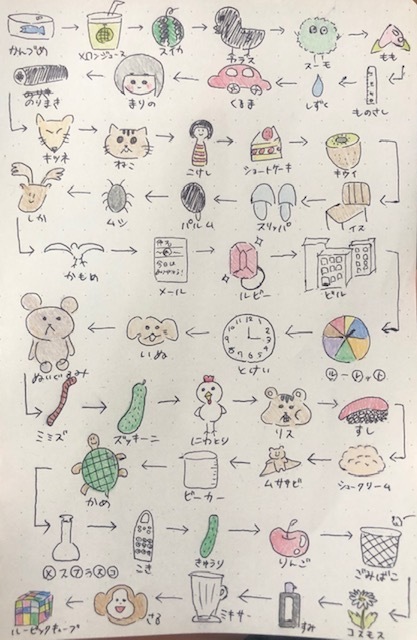 かんづめ
メロンジュース
スイカ
カラス
スーモ
もも
ものさし
しずく
くるま
まりの
のりまき
キツネ
ねこ
こけし
ショートケーキ
キウイ
イス
スリッパ
パルム
ムシ
しか
かもめ
メール
ルビー
ビル
ルーレット
とけい
いぬ
ぬいぐるみ
ミミズ
ズッキーニ
にわとり
リス
すし
シュークリーム
ムササビ
ビーカー
かめ
メスフラスコ
こき
きゅうり
りんご
ごみばこ
コスモス
すみ
ミキサー
さる
ルービックキューブ